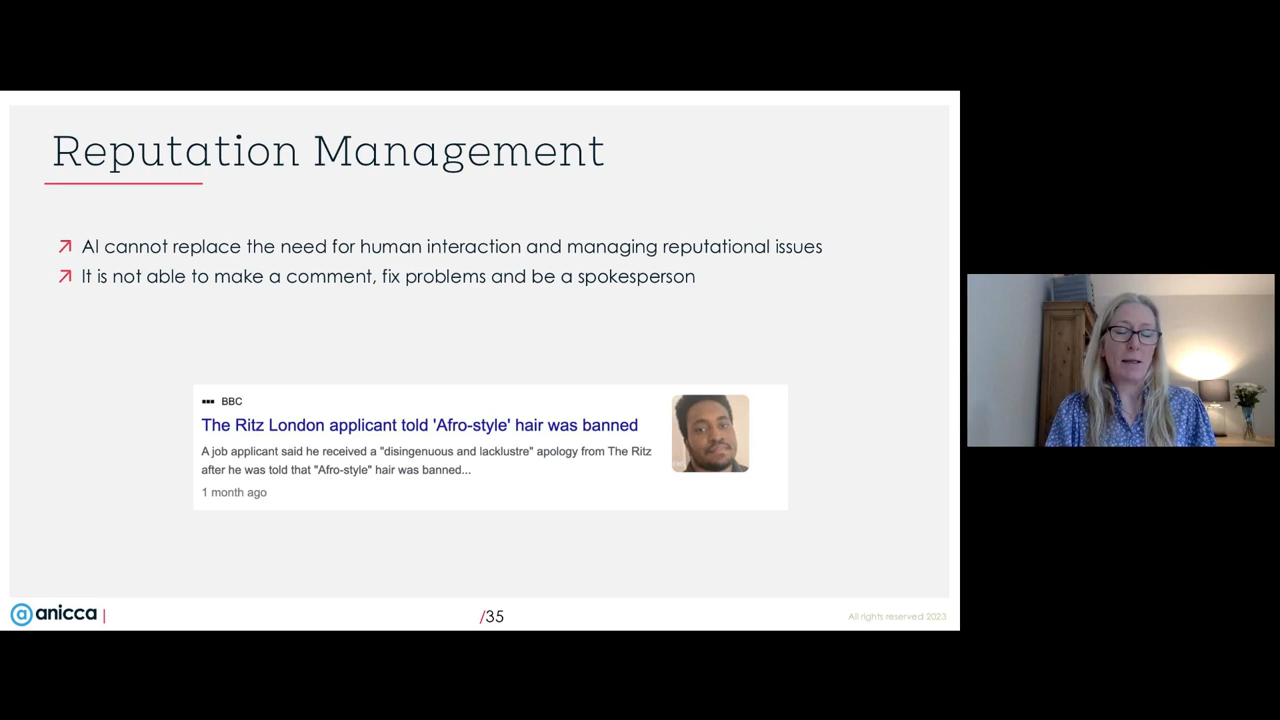 Reputation Management
AI cannot replace the need for human interaction and managing reputational issues
It is not able to make a comment, fix problems and be a spokesperson
BBC
The Ritz London applicant told 'Afro-style' hair was banned
A job applicant said he received a "disingenuous and lacklustre" apology from The Ritz
after he was told that "Afro-style" hair was banned...
1 month ago
@ anicca |
/35
All rights reserved 2023